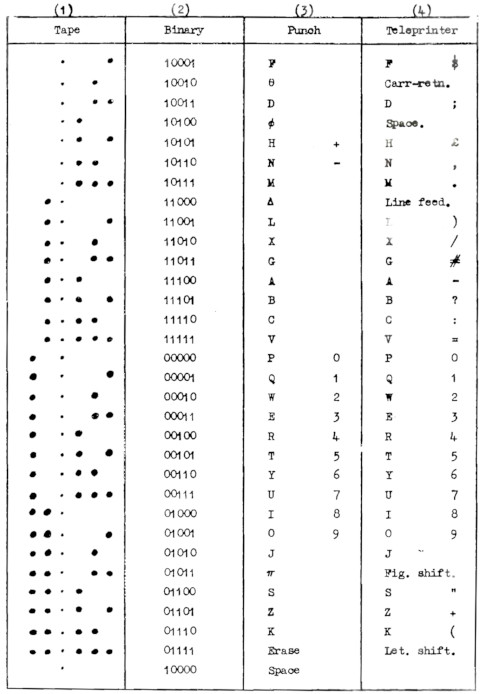 (1) (2) (3) (4)
Tape Binary Punch Teleprinter
10001 F F $
10010 θ Carr-retn.
10011 D D ;
10100 ϕ Space.
10101 H + H £
10110 N - N ,
10111 M M .
11000 Δ Line feed.
11001 L L )
11010 X X /
11011 G G #
11100 A A -
11101 B B ?
11110 C C :
11111 V V =
00000 P 0 P 0
00001 Q 1 Q 1
00010 W 2 W 2
00011 E 3 E 3
00100 R 4 R 4
00101 T 5 T 5
00110 Y 6 Y 6
00111 U 7 U 7
01000 I 8 I 8
01001 O 9 O 9
01010 J J
01011 π Fig. shift.
01100 S S "
01101 Z Z +
01110 K K (
01111 Erase Let. shift.
10000 Space